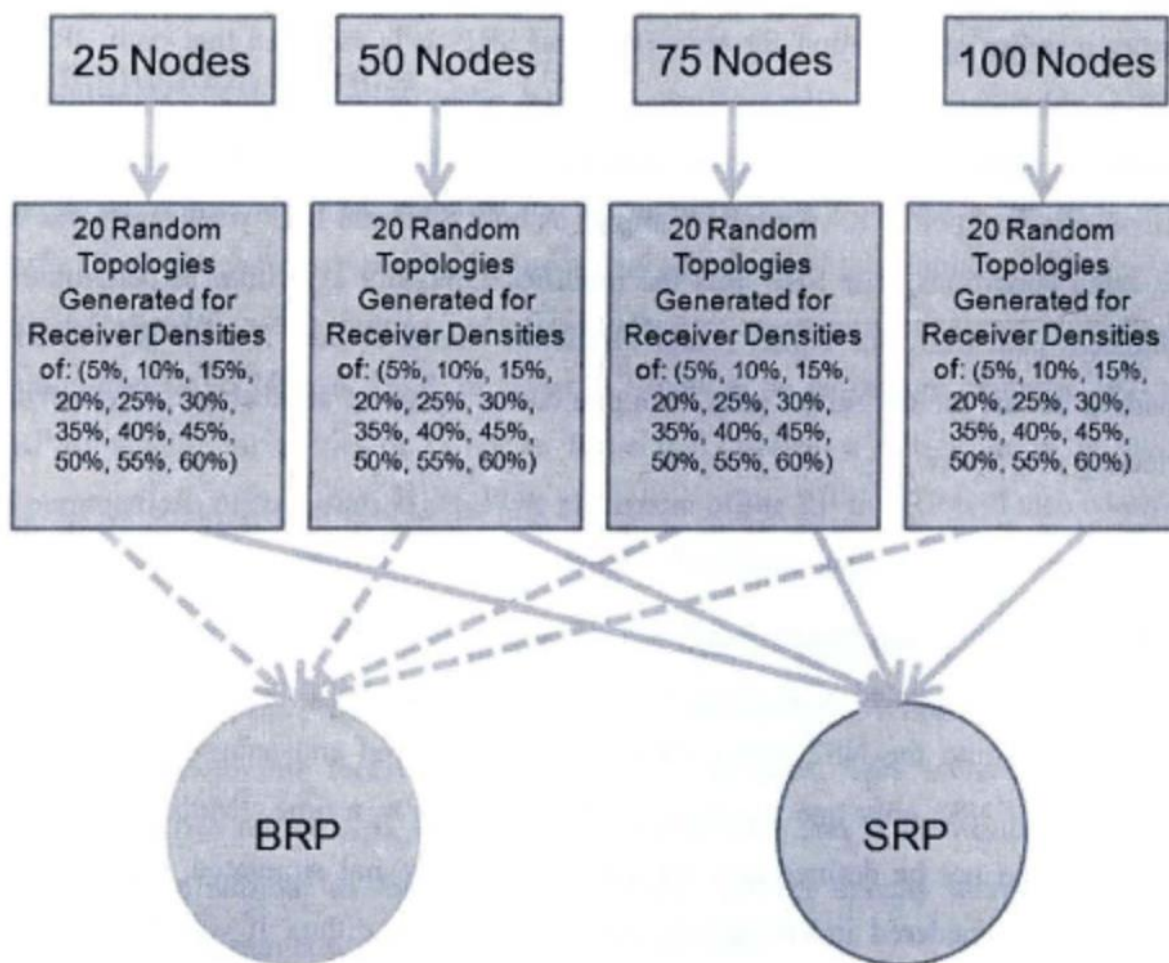 25 Nodes
50 Nodes
75 Nodes
100 Nodes
20 Random
Topologies
Generated for
Receiver Densities
of: (5%, 10%, 15%,
20%, 25%, 30%,
35%, 40%, 45%,
50%, 55%, 60%)
20 Random
Topologies
Generated for
Receiver Densities
of: (5%, 10%, 15%,
20%, 25%, 30%,
35%, 40%, 45%,
50%, 55%, 60%)
20 Random
Topologies
Generated for
Receiver Densities
of: (5%, 10%, 15%,
20%, 25%, 30%,
35%, 40%, 45%,
50%, 55%, 60%)
20 Random
Topologies
Generated for
Receiver Densities
of: (5%, 10%, 15%,
20%, 25%, 30%,
35%, 40%, 45%,
50%, 55%, 60%)
BRP
SRP